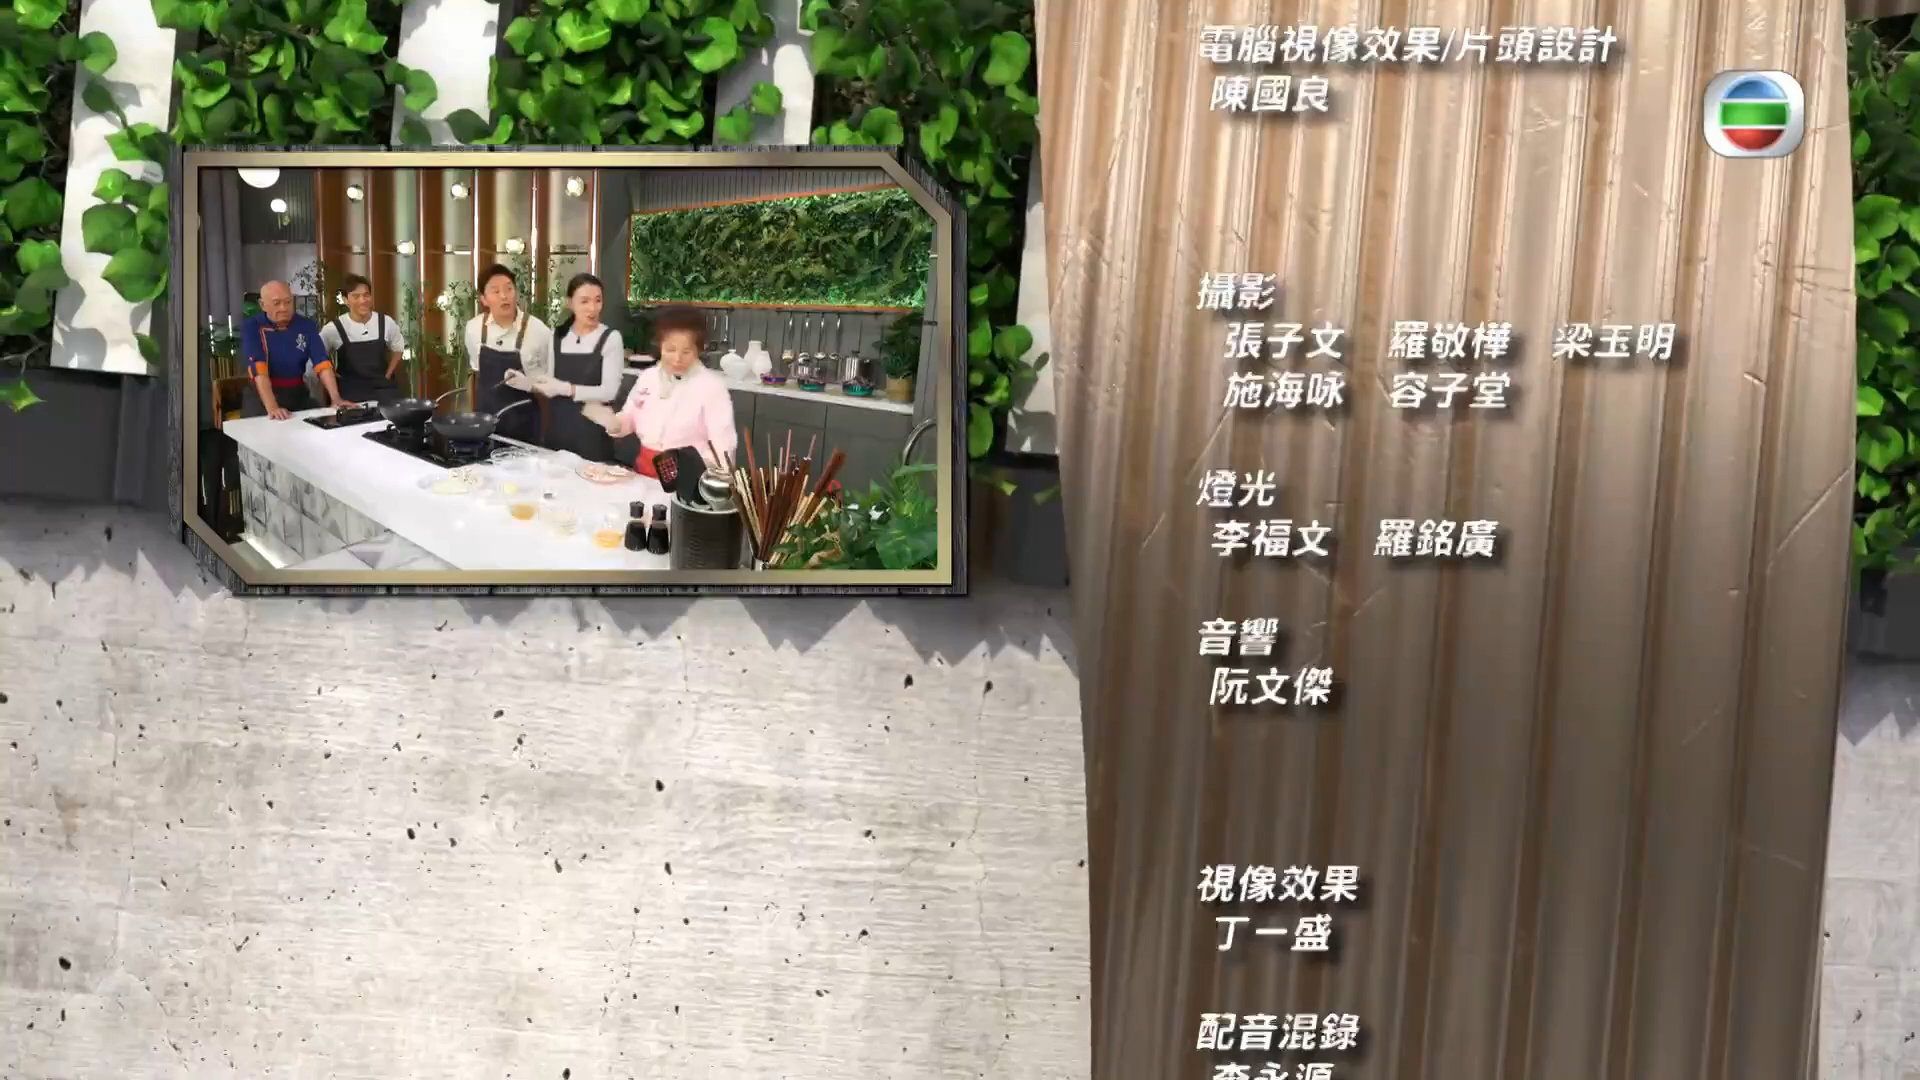 電腦視像效果/片頭設計
陳國良
攝影
張子文 羅敬樺 梁玉明
施海咏 容子堂
燈光
李福文 羅銘廣
音響
阮文傑
視像效果
丁一盛
配音混錄